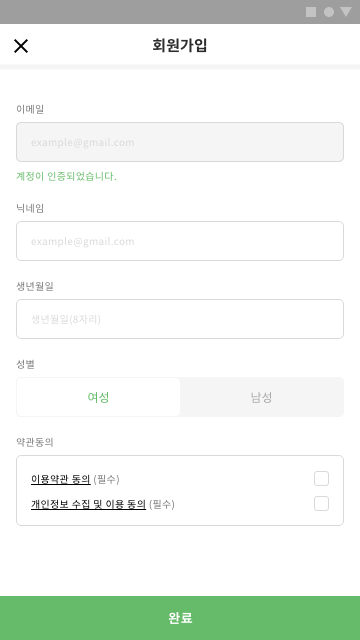 회원가입
이메일
example@gmail.com
계정이 인증되었습니다.
닉네임
example@gmail.com
생년월일
생년월일(8자리)
성별
여성 남성
약관동의
이용약관 동의 (필수)
개인정보 수집 및 이용 동의 (필수)
완료